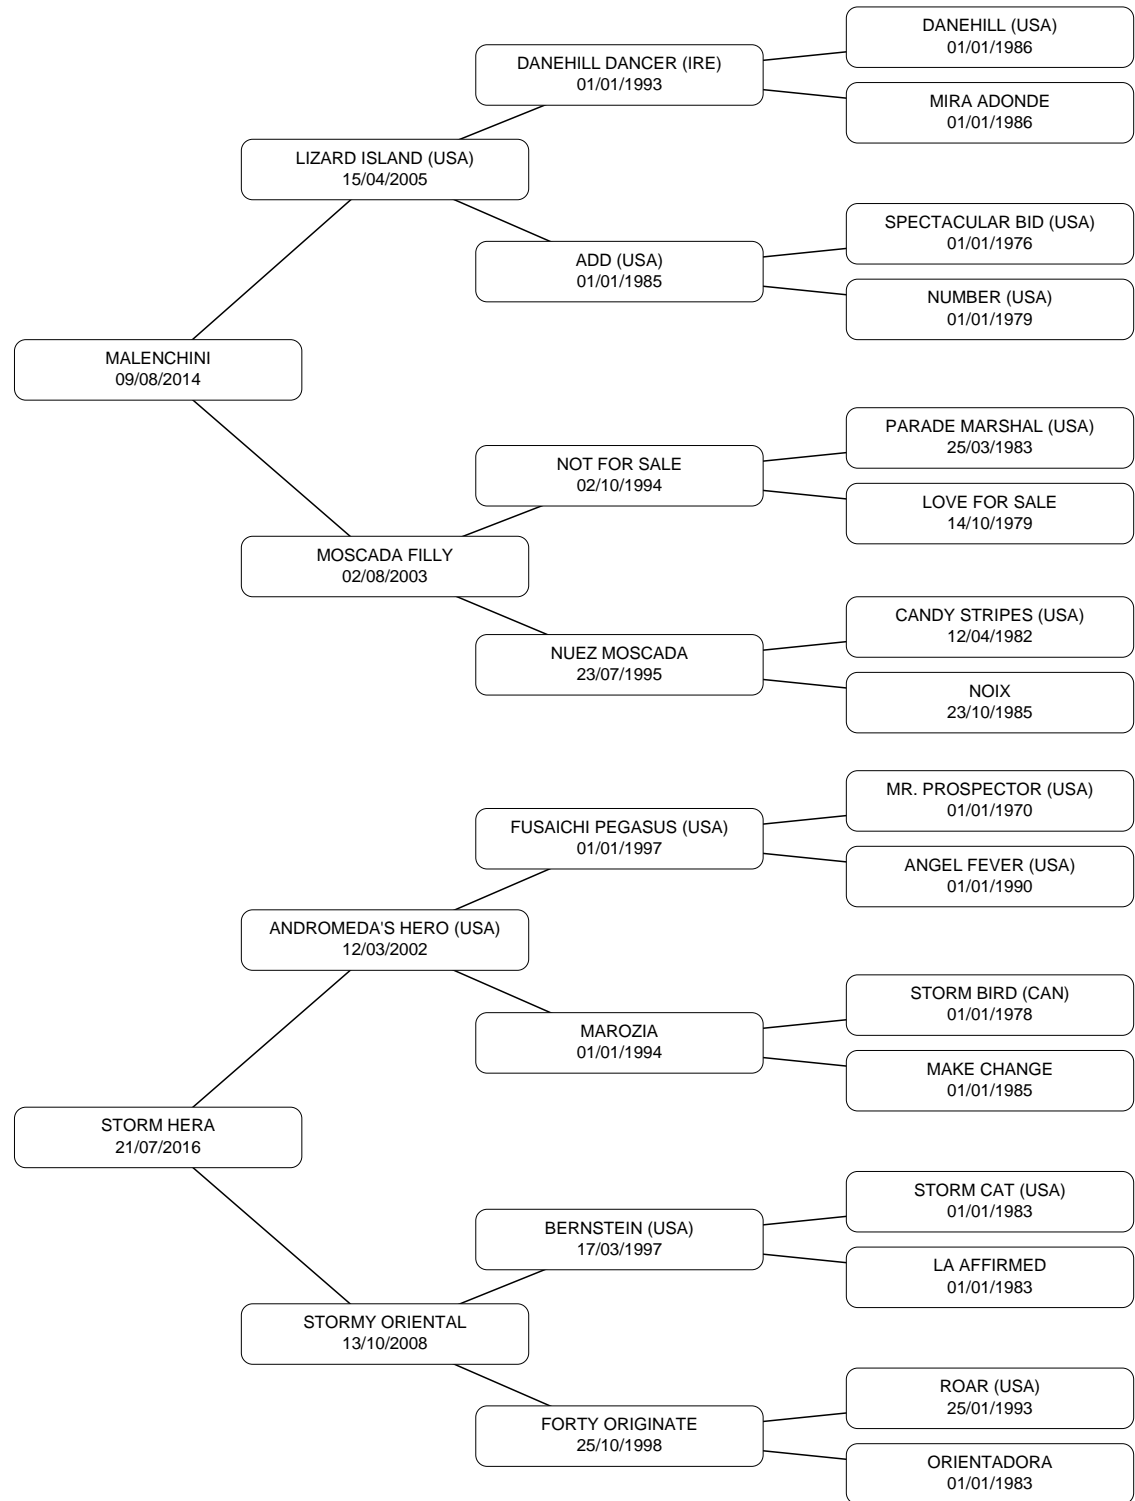 DANEHILL (USA)
01/01/1986
DANEHILL DANCER (IRE)
01/01/1993
MIRA ADONDE
01/01/1986
LIZARD ISLAND (USA)
15/04/2005
SPECTACULAR BID (USA)
01/01/1976
ADD (USA)
01/01/1985
NUMBER (USA)
01/01/1979
MALENCHINI
09/08/2014
PARADE MARSHAL (USA)
25/03/1983
NOT FOR SALE
02/10/1994
LOVE FOR SALE
14/10/1979
MOSCADA FILLY
02/08/2003
CANDY STRIPES (USA)
12/04/1982
NUEZ MOSCADA
23/07/1995
NOIX
23/10/1985
MR. PROSPECTOR (USA)
01/01/1970
FUSAICHI PEGASUS (USA)
01/01/1997
ANGEL FEVER (USA)
01/01/1990
ANDROMEDA'S HERO (USA)
12/03/2002
STORM BIRD (CAN)
01/01/1978
MAROZIA
01/01/1994
MAKE CHANGE
01/01/1985
STORM HERA
21/07/2016
STORM CAT (USA)
01/01/1983
BERNSTEIN (USA)
17/03/1997
LA AFFIRMED
01/01/1983
STORMY ORIENTAL
13/10/2008
ROAR (USA)
25/01/1993
FORTY ORIGINATE
25/10/1998
ORIENTADORA
01/01/1983